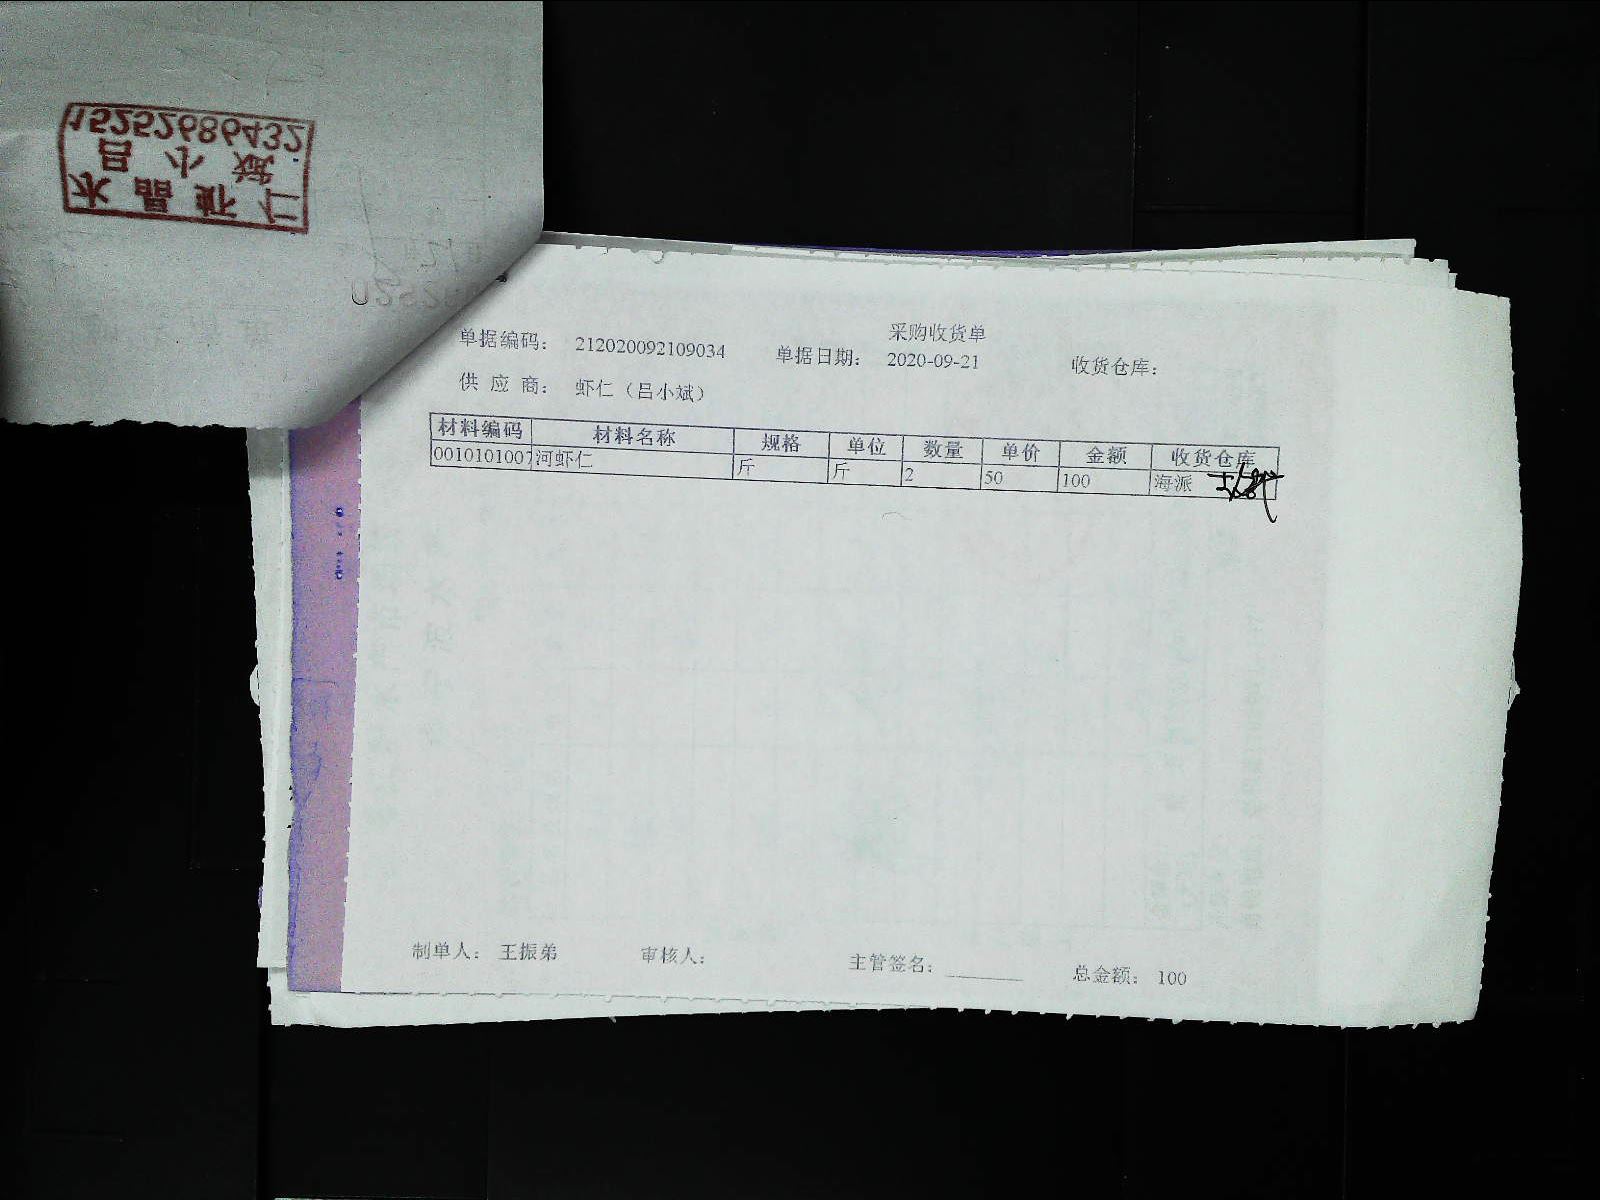 15252686432
吕小斌
水晶虾仁
采购收货单
单据编码： 212020092109034 单据日期： 2020-09-21 收货仓库：
供 应 商： 虾仁（吕小斌）
材料编码 材料名称 规格 单位 数量 单价 金额 收货仓库
0010101007 河虾仁 斤 斤 2 50 100 海派
制单人： 王振弟 审核人： 主管签名： 总金额： 100